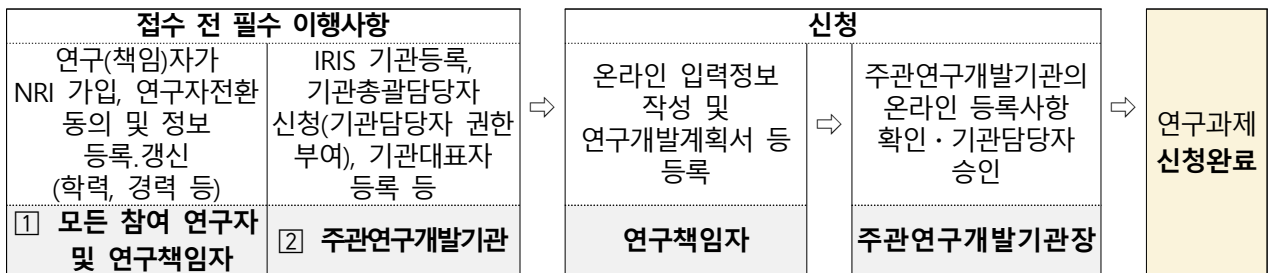 접수 전 필수 이행사항
연구(책임)자가
NRI 가입, 연구자전환
동의 및 정보
등록.갱신
(학력, 경력 등)
1 모든 참여 연구자
및 연구책임자
IRIS 기관등록,
기관총괄담당자
신청(기관담당자 권한
부여), 기관대표자
등록 등
2 주관연구개발기관
⇨
신청
온라인 입력정보
작성 및
연구개발계획서 등
등록
연구책임자
⇨
주관연구개발기관의
온라인 등록사항
확인・기관담당자
승인
주관연구개발기관장
⇨
연구과제
신청완료